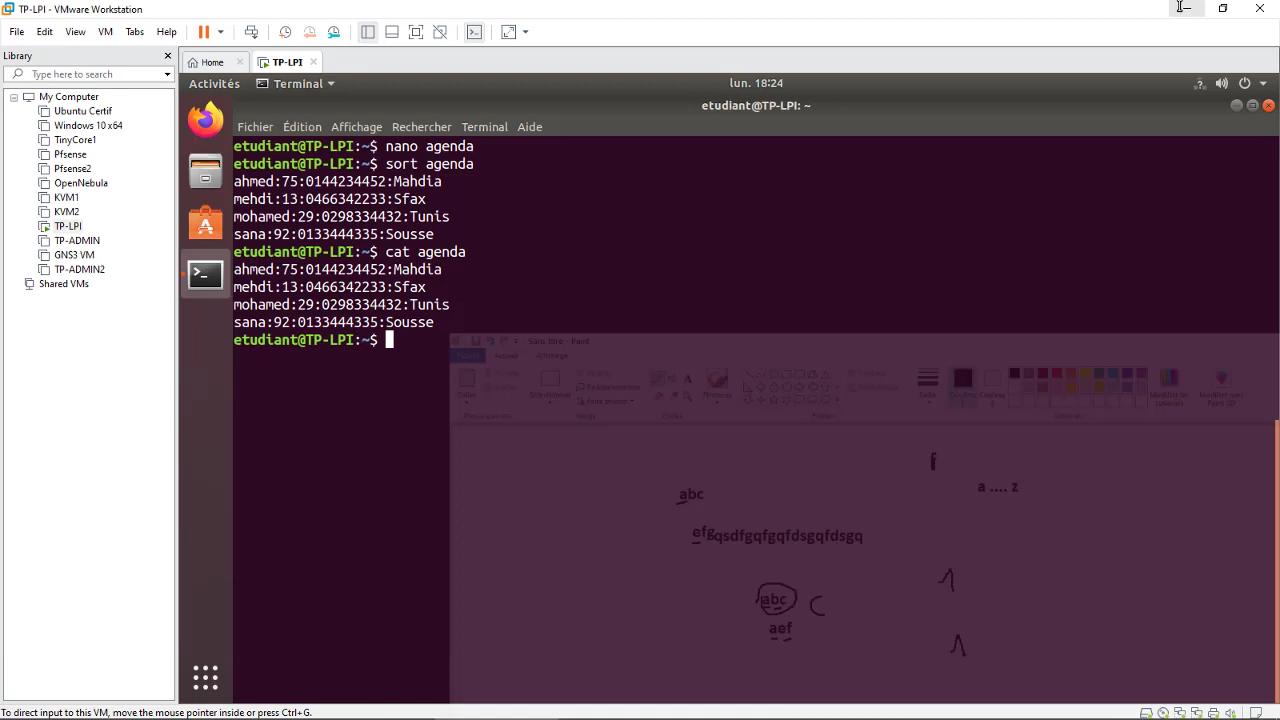 TP-LPI - VMware Workstation
File Edit View VM Tabs Help
Library
Type here to search
My Computer
Ubuntu Certif
Windows 10 x64
TinyCore1
Pfsense
Pfsense2
OpenNebula
KVM1
KVM2
TP-LPI
TP-ADMIN
GNS3 VM
TP-ADMIN2
Shared VMs
Home TP-LPI
Activités Terminal lun. 18:24
etudiant@TP-LPI: ~
Fichier Édition Affichage Rechercher Terminal Aide
etudiant@TP-LPI:~$ nano agenda
etudiant@TP-LPI:~$ sort agenda
ahmed:75:0144234452:Mahdia
mehdi:13:0466342233:Sfax
mohamed:29:0298334432:Tunis
sana:92:0133444335:Sousse
etudiant@TP-LPI:~$ cat agenda
ahmed:75:0144234452:Mahdia
mehdi:13:0466342233:Sfax
mohamed:29:0298334432:Tunis
sana:92:0133444335:Sousse
etudiant@TP-LPI:~$
Sans titre - Paint
Accueil Affichage
Coller
f
abc
a .... z
efgqsdfgqfgqfdsgqfdsgq
abc
aef
To direct input to this VM, move the mouse pointer inside or press Ctrl+G.